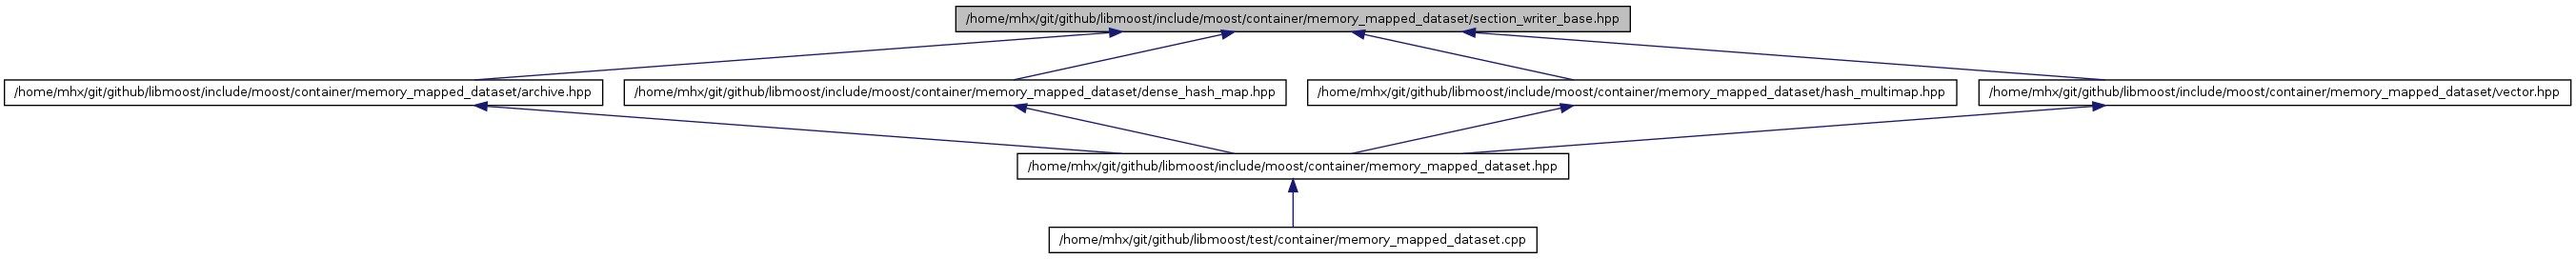 /home/mhx/git/github/libmoost/include/moost/container/memory_mapped_dataset/section_writer_base.hpp
/home/mhx/git/github/libmoost/include/moost/container/memory_mapped_dataset/archive.hpp
/home/mhx/git/github/libmoost/include/moost/container/memory_mapped_dataset/dense_hash_map.hpp
/home/mhx/git/github/libmoost/include/moost/container/memory_mapped_dataset/hash_multimap.hpp
/home/mhx/git/github/libmoost/include/moost/container/memory_mapped_dataset/vector.hpp
/home/mhx/git/github/libmoost/include/moost/container/memory_mapped_dataset.hpp
/home/mhx/git/github/libmoost/test/container/memory_mapped_dataset.cpp